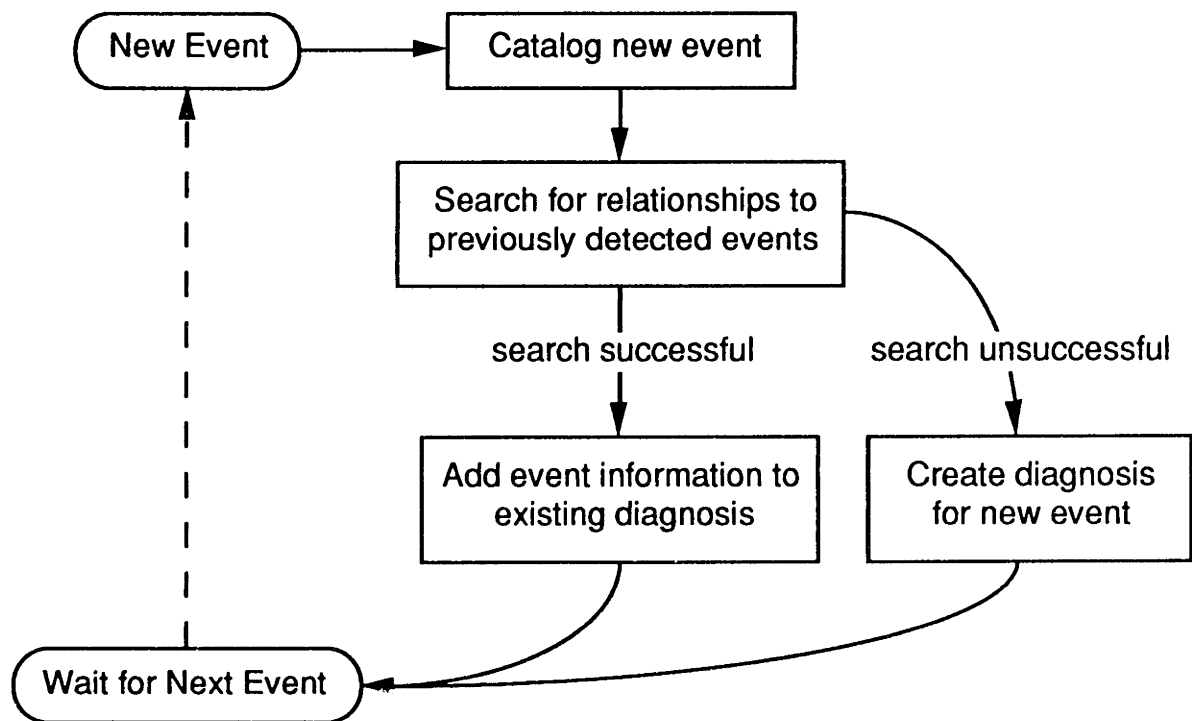 New Event
Catalog new event
Search for relationships to
previously detected events
search successful
search unsuccessful
Add event information to
existing diagnosis
Create diagnosis
for new event
Wait for Next Event